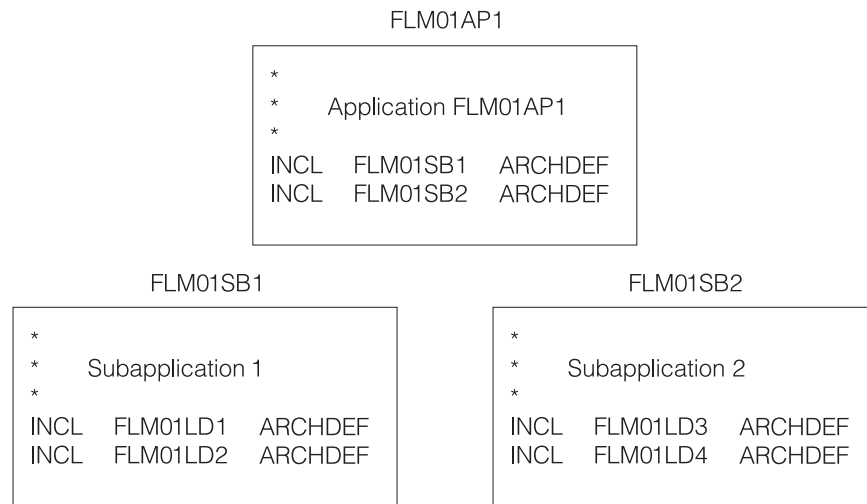 FLM01AP1
*
* Application FLM01AP1
*
INCL FLM01SB1 ARCHDEF
INCL FLM01SB2 ARCHDEF
FLM01SB1
*
* Subapplication 1
*
INCL FLM01LD1 ARCHDEF
INCL FLM01LD2 ARCHDEF
FLM01SB2
*
* Subapplication 2
*
INCL FLM01LD3 ARCHDEF
INCL FLM01LD4 ARCHDEF